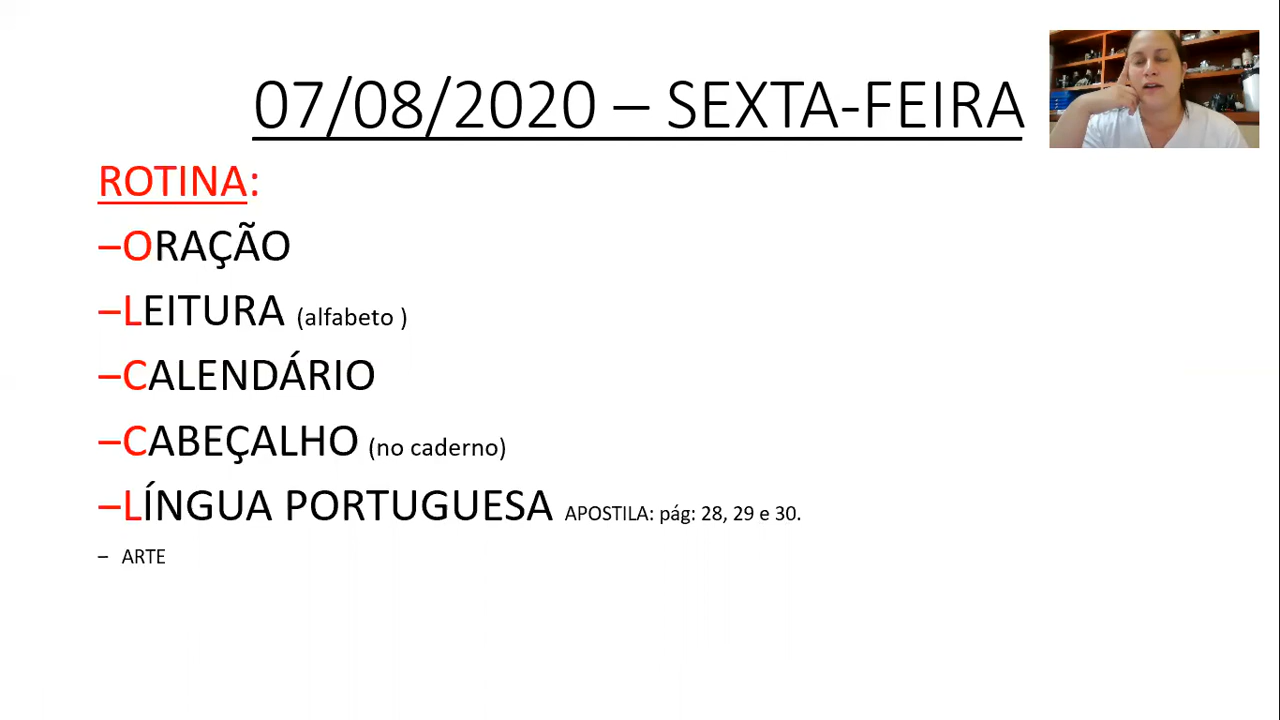 07/08/2020 – SEXTA-FEIRA
ROTINA:
–ORAÇÃO
–LEITURA (alfabeto )
–CALENDÁRIO
–CABEÇALHO (no caderno)
–LÍNGUA PORTUGUESA APOSTILA: pág: 28, 29 e 30.
– ARTE